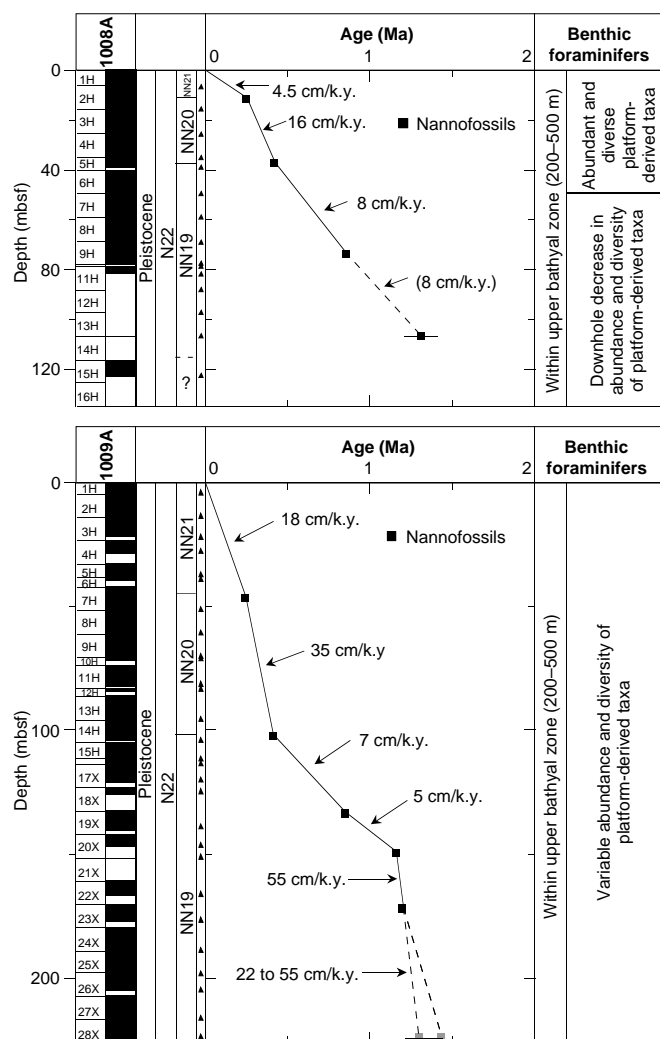 1008A
Age (Ma)
0
1
2
Benthic
foraminifers
Depth (mbsf)
0
40
80
120
1H
2H
3H
4H
5H
6H
7H
8H
9H
11H
12H
13H
14H
15H
16H
Pleistocene
N22
NN21
NN20
NN19
?
4.5 cm/k.y.
16 cm/k.y.
Nannofossils
8 cm/k.y.
(8 cm/k.y.)
Within upper bathyal zone (200–500 m)
Abundant and
diverse
platform-
derived taxa
Downhole decrease in
abundance and diversity
of platform-derived taxa
1009A
Age (Ma)
0
1
2
Benthic
foraminifers
Depth (mbsf)
0
100
200
1H
2H
3H
4H
5H
6H
7H
8H
9H
10H
11H
12H
13H
14H
15H
17X
18X
19X
20X
21X
22X
23X
24X
25X
26X
27X
28X
Pleistocene
N22
NN21
NN20
NN19
18 cm/k.y.
Nannofossils
35 cm/k.y
7 cm/k.y.
5 cm/k.y.
55 cm/k.y.
22 to 55 cm/k.y.
Within upper bathyal zone (200–500 m)
Variable abundance and diversity of
platform-derived taxa